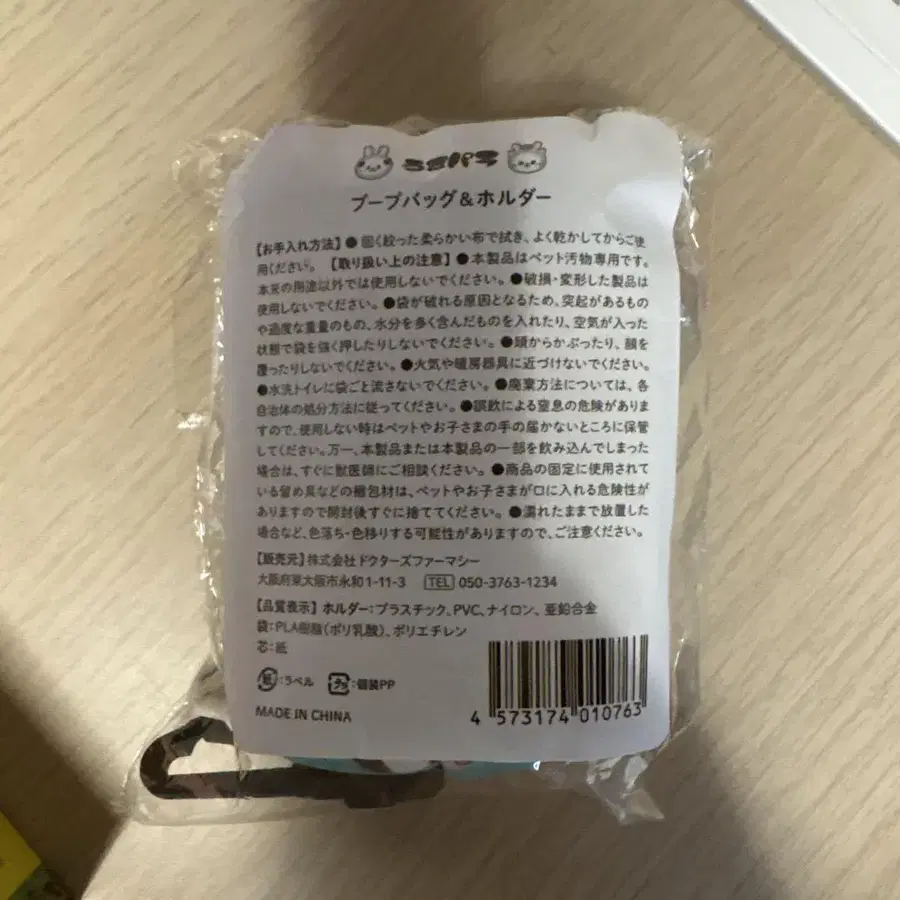 プープバッグ&ホルダー
【お手入れ方法】●固く絞った柔らかい布で拭き、よく乾かしてからご使
用ください。【取り扱い上の注意】●本製品はペット汚物専用です。
本来の用途以外では使用しないでください。●破損・変形した製品は
使用しないでください。●袋が破れる原因となるため、突起があるもの
や過度な重量のもの、水分を多く含んだものを入れたり、空気が入った
状態で袋を強く押したりしないでください。●頭からかぶったり、顔を
覆ったりしないでください。●火気や暖房器具に近づけないでください。
●水洗トイレに袋ごと流さないでください。●廃棄方法については、各
自治体の処分方法に従ってください。●誤飲による窒息の危険がありま
すので、使用しない時はペットやお子さまの手の届かないところに保管
してください。万一、本製品または本製品の一部を飲み込んでしまった
場合は、すぐに獣医師にご相談ください。●商品の固定に使用されて
いる留め具などの梱包材は、ペットやお子さまが口に入れる危険性が
ありますので開封後すぐに捨ててください。●濡れたままで放置した
場合など、色落ち・色移りする可能性がありますので、ご注意ください。
【販売元】株式会社ドクターズファーマシー
大阪府東大阪市永和1-11-3 TEL 050-3763-1234
【品質表示】ホルダー:プラスチック、PVC、ナイロン、亜鉛合金
袋:PLA樹脂(ポリ乳酸)、ポリエチレン
芯:紙
紙:ラベル プラ:個装PP
MADE IN CHINA
4 573174 010763